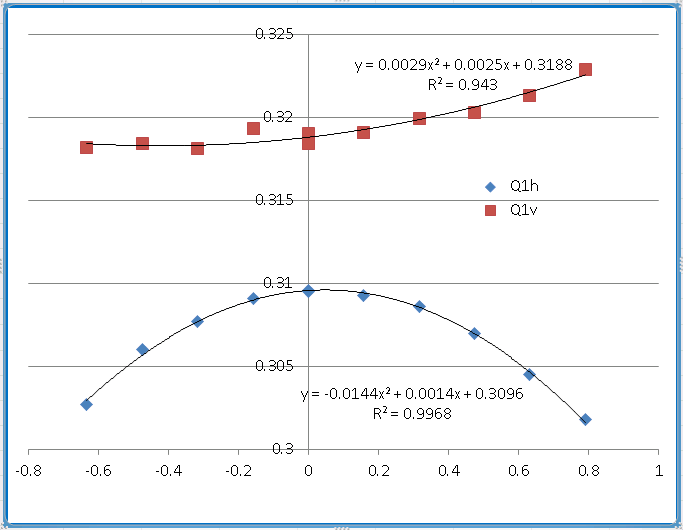 0.325
y = 0.0029x² + 0.0025x + 0.3188
R² = 0.943
0.32
Q1h
0.315
Q1v
0.31
0.305
y = -0.0144x² + 0.0014x + 0.3096
R² = 0.9968
0.3
-0.8 -0.6 -0.4 -0.2 0 0.2 0.4 0.6 0.8 1